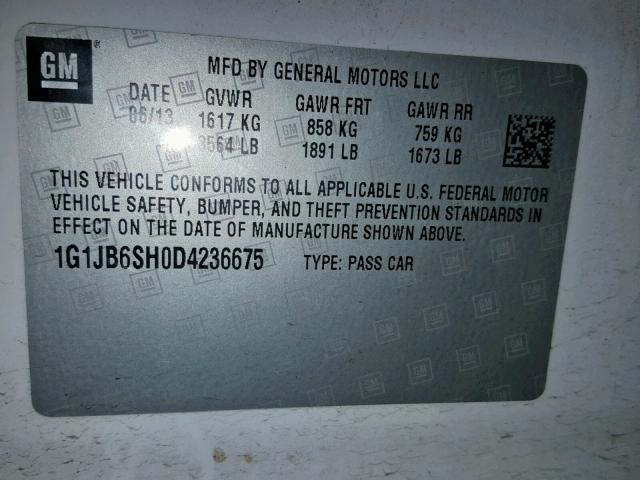 GM ®
MFD BY GENERAL MOTORS LLC
DATE GVWR GAWR FRT GAWR RR
06/13 1617 KG 858 KG 759 KG
3564 LB 1891 LB 1673 LB
THIS VEHICLE CONFORMS TO ALL APPLICABLE U.S. FEDERAL MOTOR
VEHICLE SAFETY, BUMPER, AND THEFT PREVENTION STANDARDS IN
EFFECT ON THE DATE OF MANUFACTURE SHOWN ABOVE.
1G1JB6SH0D4236675 TYPE: PASS CAR